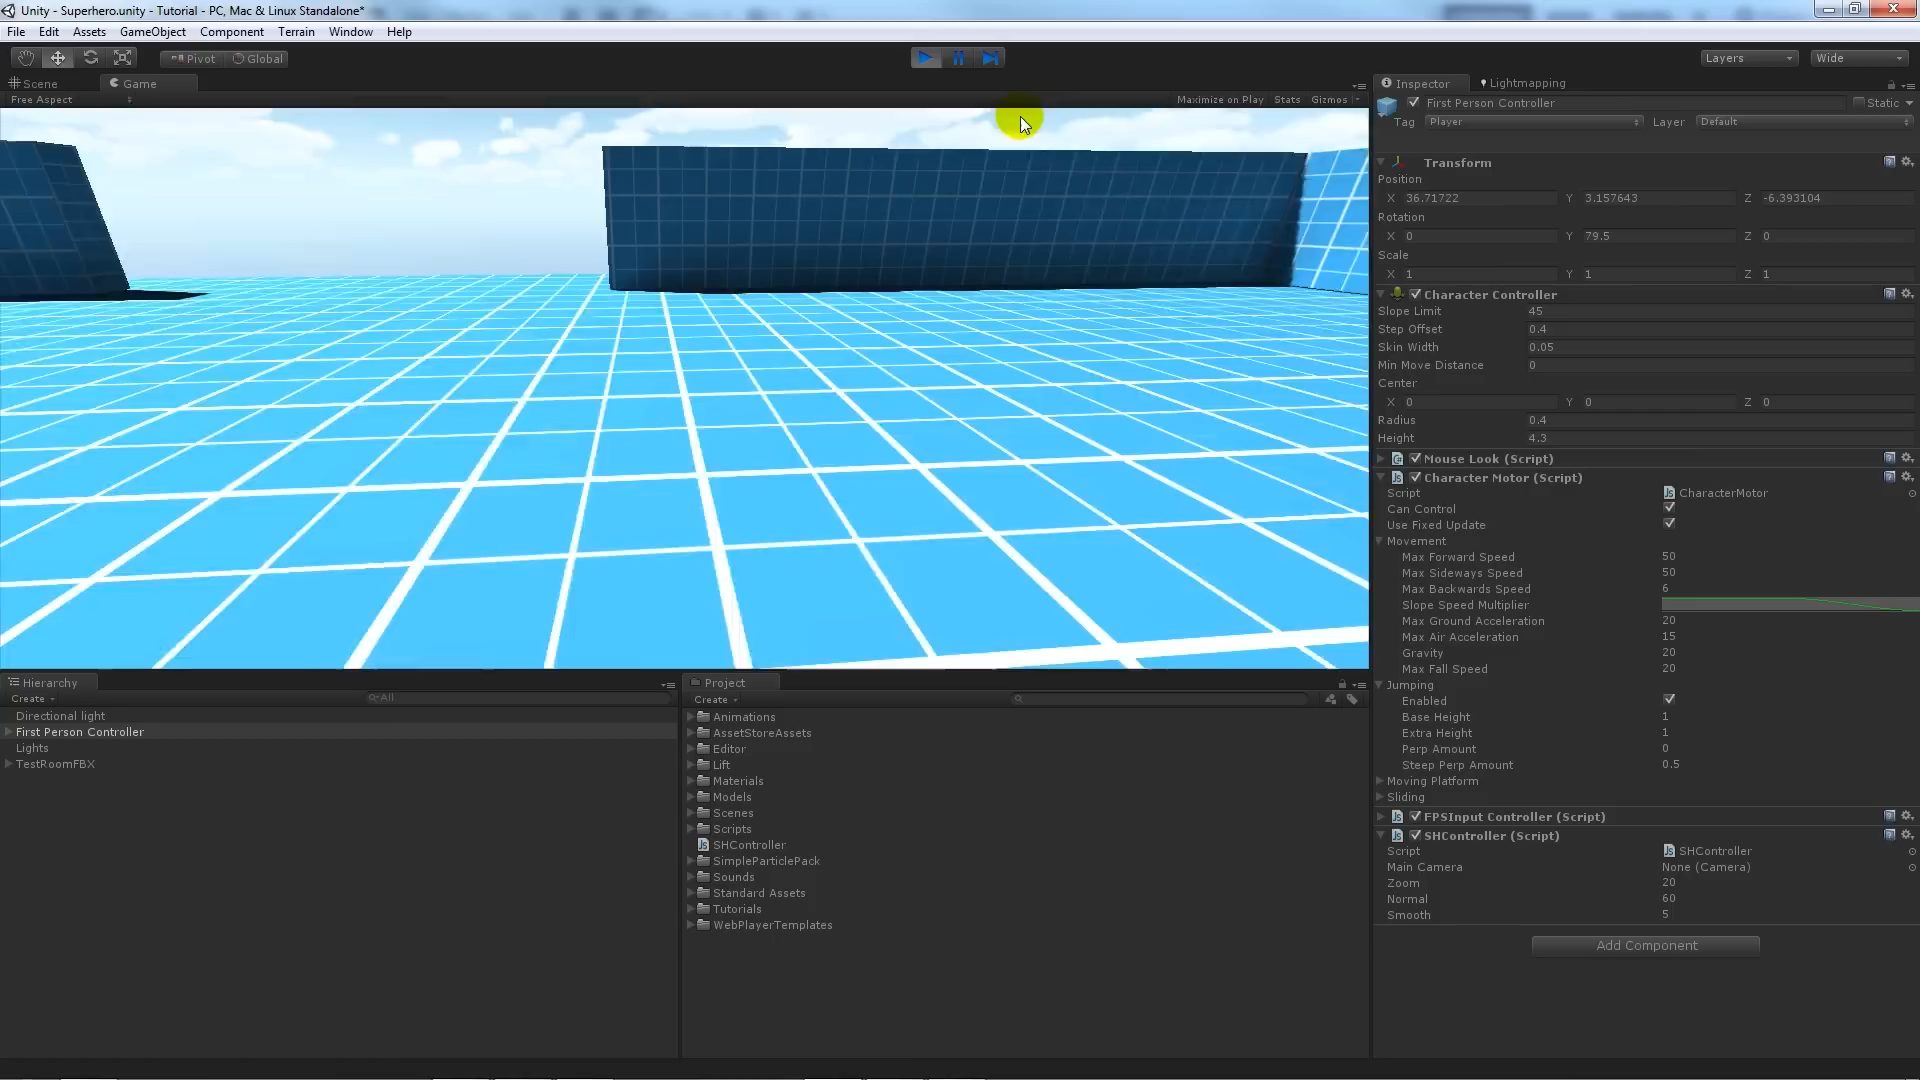 Unity - Superhero.unity - Tutorial - PC, Mac & Linux Standalone*
File Edit Assets GameObject Component Terrain Window Help
Pivot Global Layers Wide
Scene Game
Free Aspect Maximize on Play Stats Gizmos
Inspector Lightmapping
First Person Controller Static
Tag Player Layer Default
Transform
Position
X 36.71722 Y 3.157643 Z -6.393104
Rotation
X 0 Y 79.5 Z 0
Scale
X 1 Y 1 Z 1
Character Controller
Slope Limit 45
Step Offset 0.4
Skin Width 0.05
Min Move Distance 0
Center
X 0 Y 0 Z 0
Radius 0.4
Height 4.3
Mouse Look (Script)
Character Motor (Script)
Script CharacterMotor
Can Control
Use Fixed Update
Movement
Max Forward Speed 50
Max Sideways Speed 50
Max Backwards Speed 6
Slope Speed Multiplier
Max Ground Acceleration 20
Max Air Acceleration 15
Gravity 20
Max Fall Speed 20
Jumping
Enabled
Base Height 1
Extra Height 1
Perp Amount 0
Steep Perp Amount 0.5
Moving Platform
Sliding
FPSInput Controller (Script)
SHController (Script)
Script SHController
Main Camera None (Camera)
Zoom 20
Normal 60
Smooth 5
Add Component
Hierarchy
Create All
Directional light
First Person Controller
Lights
TestRoomFBX
Project
Create
Animations
AssetStoreAssets
Editor
Lift
Materials
Models
Scenes
Scripts
SHController
SimpleParticlePack
Sounds
Standard Assets
Tutorials
WebPlayerTemplates